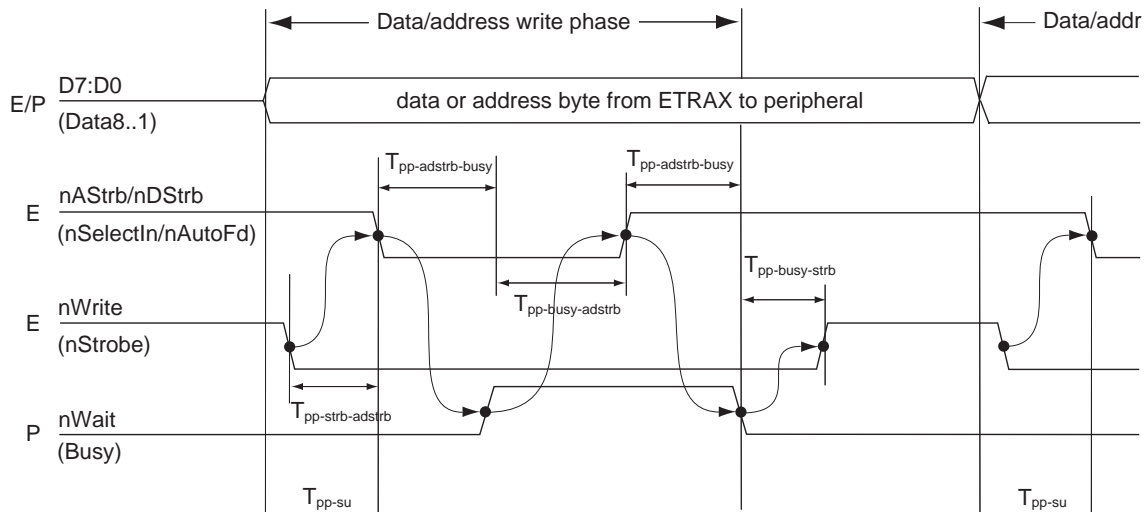 Data/address write phase
Data/addr
E/P
D7:D0
(Data8..1)
data or address byte from ETRAX to peripheral
Tpp-adstrb-busy
Tpp-adstrb-busy
E
nAStrb/nDStrb
(nSelectIn/nAutoFd)
Tpp-busy-strb
Tpp-busy-adstrb
E
nWrite
(nStrobe)
Tpp-strb-adstrb
P
nWait
(Busy)
Tpp-su
Tpp-su